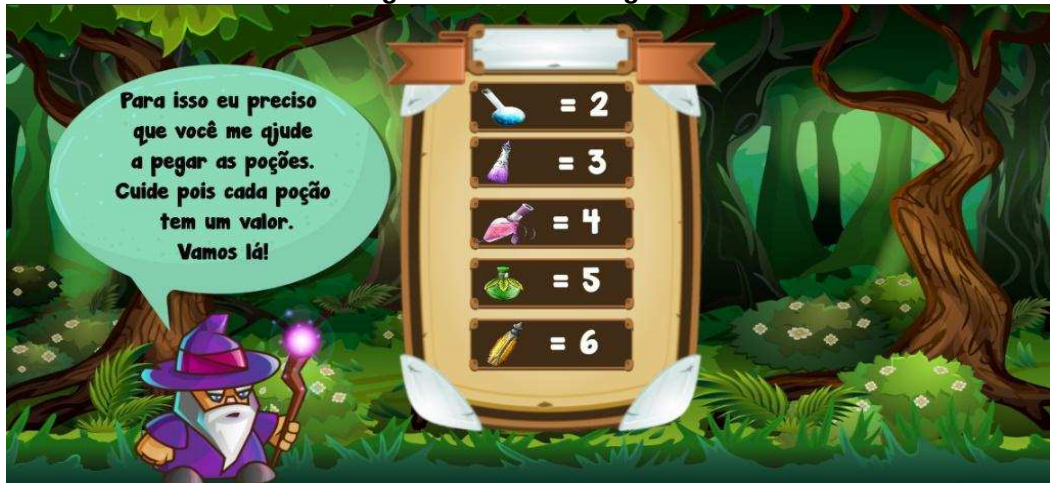 Para isso eu preciso
que você me ajude
a pegar as poções.
Cuide pois cada poção
tem um valor.
Vamos lá!
= 2
= 3
= 4
= 5
= 6